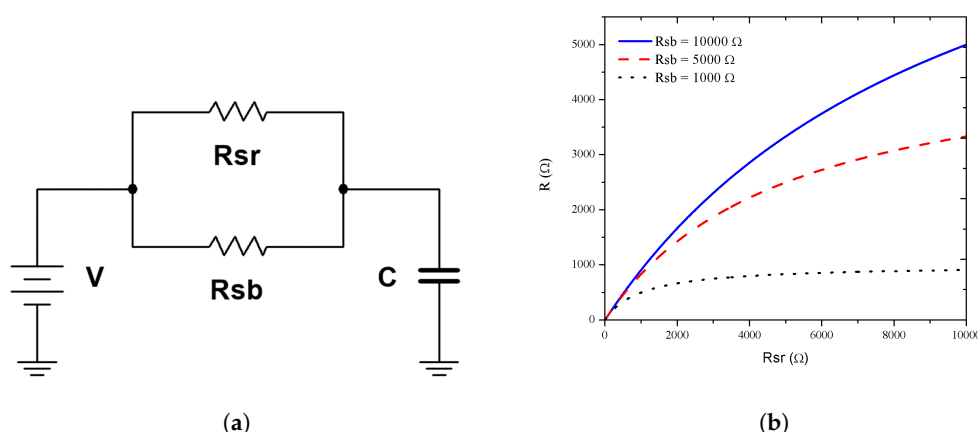 Rsr
Rsb
V
C
(a)
Rsb = 10000 Ω
Rsb = 5000 Ω
Rsb = 1000 Ω
R (Ω)
5000
4000
3000
2000
1000
0
0 2000 4000 6000 8000 10000
Rsr (Ω)
(b)